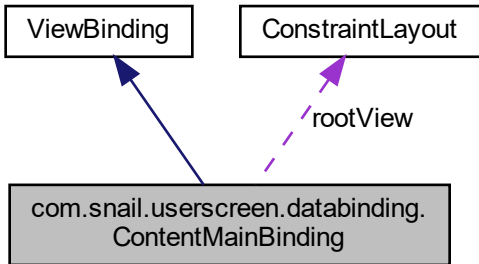 ViewBinding
ConstraintLayout
rootView
com.snail.userscreen.databinding.
ContentMainBinding